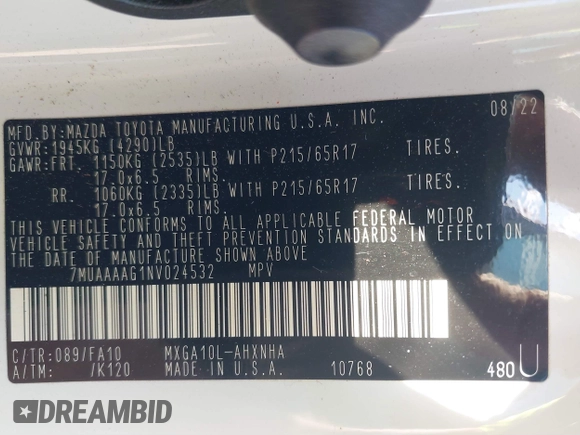 MFD.BY:MAZDA TOYOTA MANUFACTURING U.S.A. INC. 08/22
GVWR:1945KG (4290)LB
GAWR:FRT. 1150KG (2535)LB WITH P215/65R17 TIRES.
17.0x6.5 RIMS.
RR. 1060KG (2335)LB WITH P215/65R17 TIRES.
17.0x6.5 RIMS.
THIS VEHICLE CONFORMS TO ALL APPLICABLE FEDERAL MOTOR
VEHICLE SAFETY AND THEFT PREVENTION STANDARDS IN EFFECT ON
THE DATE OF MANUFACTURE SHOWN ABOVE
7MUAAAAG1NV024532 MPV
C/TR:089/FA10 MXGA10L-AHXNHA
A/TM: /K120 MADE IN U.S.A. 10768 480U
DREAMBID